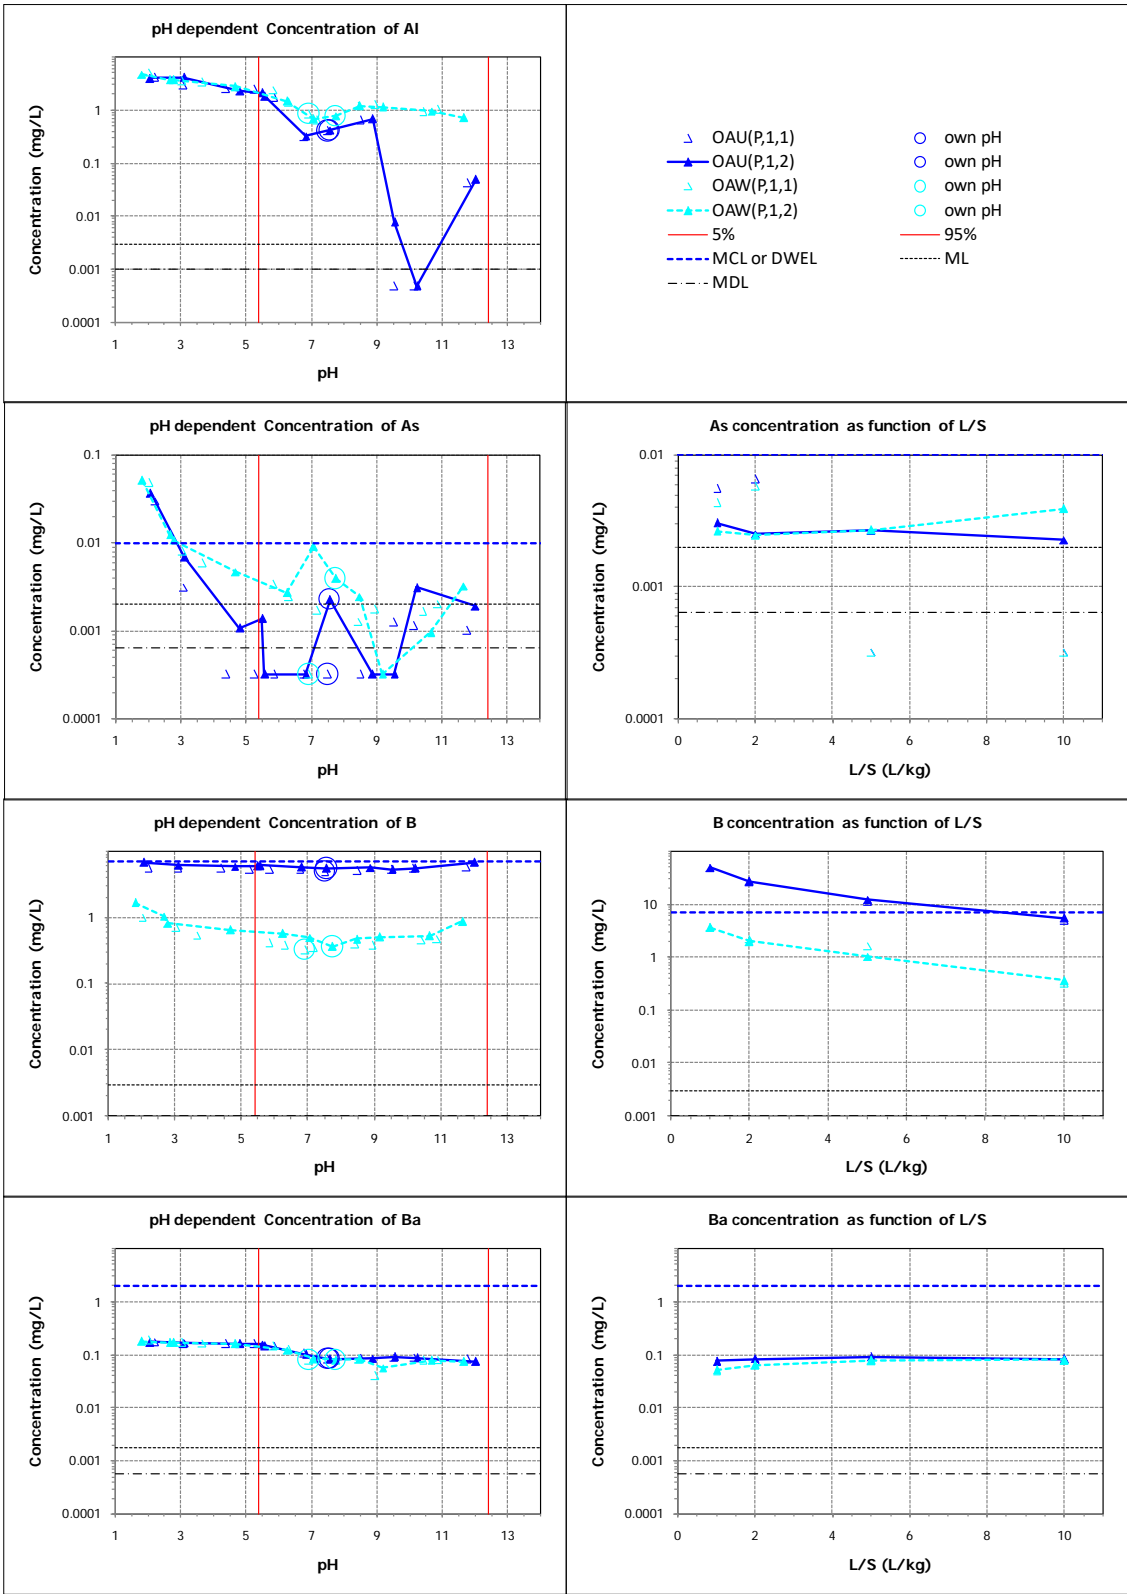 pH dependent Concentration of Al
Concentration (mg/L)
1
0.1
0.01
0.001
0.0001
1 3 5 7 9 11 13
pH
OAU(P,1,1) own pH
OAU(P,1,2) own pH
OAW(P,1,1) own pH
OAW(P,1,2) own pH
5% 95%
MCL or DWEL ML
MDL
pH dependent Concentration of As
Concentration (mg/L)
0.1
0.01
0.001
0.0001
1 3 5 7 9 11 13
pH
As concentration as function of L/S
Concentration (mg/L)
0.01
0.001
0.0001
0 2 4 6 8 10
L/S (L/kg)
pH dependent Concentration of B
Concentration (mg/L)
1
0.1
0.01
0.001
1 3 5 7 9 11 13
pH
B concentration as function of L/S
Concentration (mg/L)
10
1
0.1
0.01
0.001
0 2 4 6 8 10
L/S (L/kg)
pH dependent Concentration of Ba
Concentration (mg/L)
1
0.1
0.01
0.001
0.0001
1 3 5 7 9 11 13
pH
Ba concentration as function of L/S
Concentration (mg/L)
1
0.1
0.01
0.001
0.0001
0 2 4 6 8 10
L/S (L/kg)